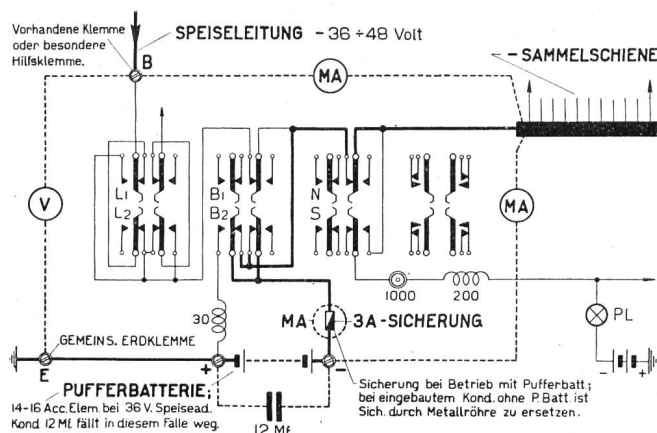 Vorhandene Klemme
oder besondere
Hilfsklemme.
SPEISELEITUNG - 36 ÷ 48 Volt
B
MA
- SAMMELSCHIENE
V
L1
L2
B1
B2
N
S
MA
1000
200
30
MA
3A-SICHERUNG
PL
GEMEINS. ERDKLEMME
E
+
-
- +
PUFFERBATTERIE;
14-16 Acc. Elem. bei 36 V. Speisead.
Kond 12 Mf fällt in diesem Falle weg.
12 Mf
Sicherung bei Betrieb mit Pufferbatt;
bei eingebautem Kond. ohne P. Batt. ist
Sich. durch Metallröhre zu ersetzen.